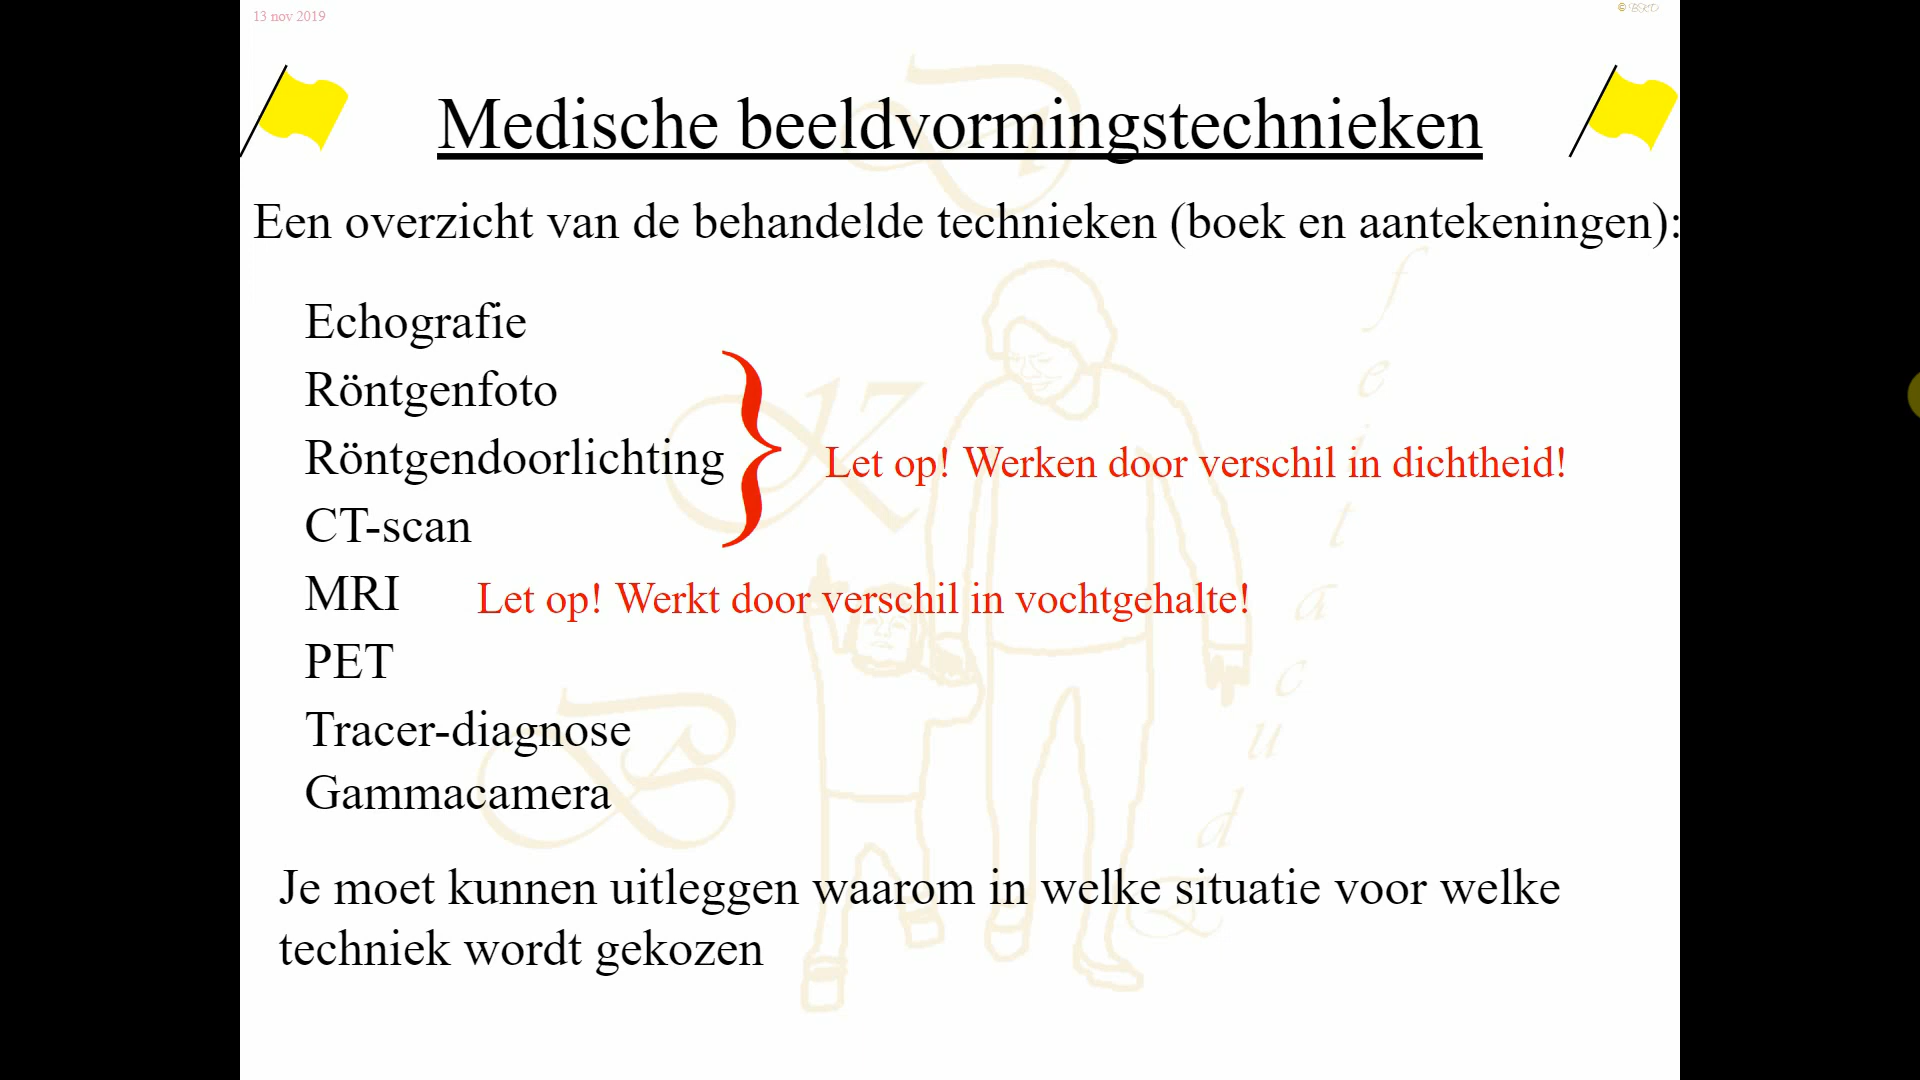 13 nov 2019
© BKD
Medische beeldvormingstechnieken
Een overzicht van de behandelde technieken (boek en aantekeningen):
Echografie
Röntgenfoto
Röntgendoorlichting
Let op! Werken door verschil in dichtheid!
CT-scan
MRI
Let op! Werkt door verschil in vochtgehalte!
PET
Tracer-diagnose
Gammacamera
Je moet kunnen uitleggen waarom in welke situatie voor welke
techniek wordt gekozen